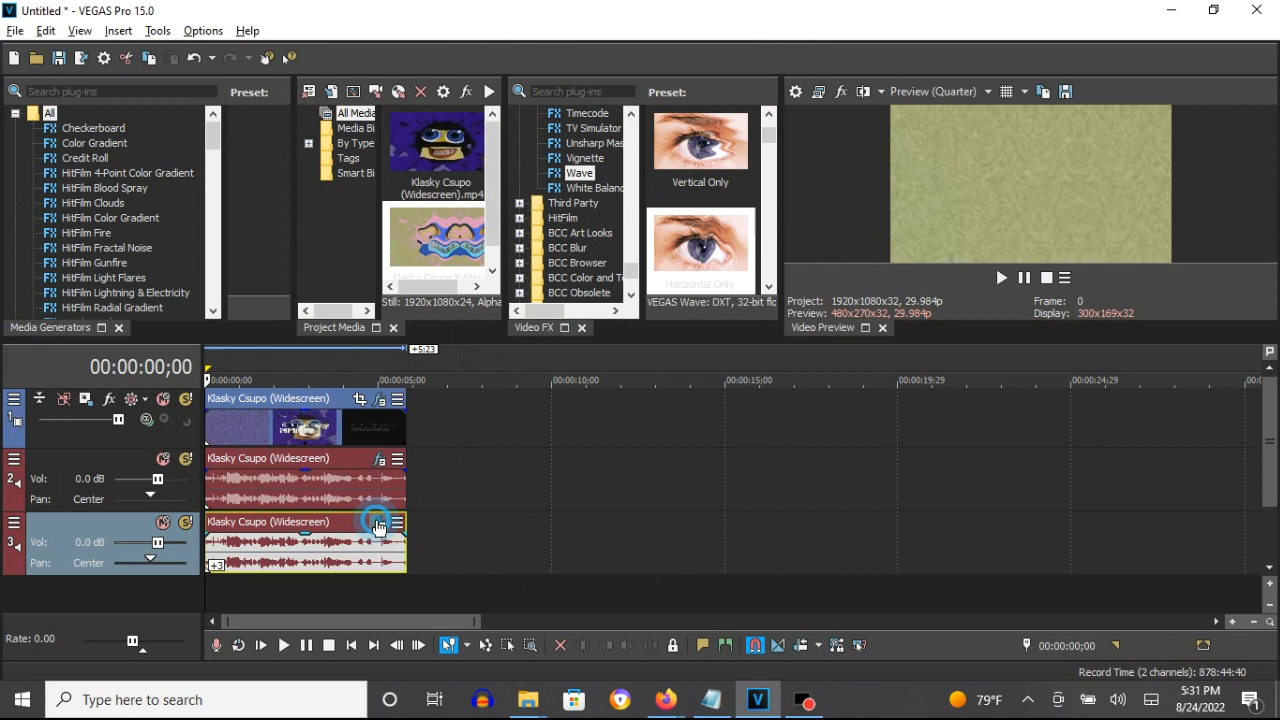 Untitled * - VEGAS Pro 15.0
File Edit View Insert Tools Options Help
Search plug-ins
Preset:
All
Checkerboard
Color Gradient
Credit Roll
HitFilm 4-Point Color Gradient
HitFilm Blood Spray
HitFilm Clouds
HitFilm Color Gradient
HitFilm Fire
HitFilm Fractal Noise
HitFilm Gunfire
HitFilm Light Flares
HitFilm Lightning & Electricity
HitFilm Radial Gradient
Media Generators
All Media
Media Bi
By Type
Tags
Smart Bi
Klasky Csupo
(Widescreen).mp4
Still: 1920x1080x24, Alpha
Project Media
Search plug-ins
Preset:
Timecode
TV Simulator
Unsharp Mas
Vignette
Wave
White Balanc
Third Party
HitFilm
BCC Art Looks
BCC Blur
BCC Browser
BCC Color and T
BCC Obsolete
Vertical Only
Horizontal Only
VEGAS Wave: DXT, 32-bit flo
Video FX
Preview (Quarter)
Project: 1920x1080x32, 29.984p
Preview: 480x270x32, 29.984p
Frame: 0
Display: 300x169x32
Video Preview
00:00:00;00
+5:23
0:00:00;00
00:00:05;00
00:00:10;00
00:00:15;00
00:00:19;29
00:00:24;29
1
Klasky Csupo (Widescreen)
2
Vol: 0.0 dB
Pan: Center
Klasky Csupo (Widescreen)
3
Vol: 0.0 dB
Pan: Center
Klasky Csupo (Widescreen)
+3
Rate: 0.00
00:00:00;00
Record Time (2 channels): 878:44:40
Type here to search
79°F
5:31 PM
8/24/2022
1